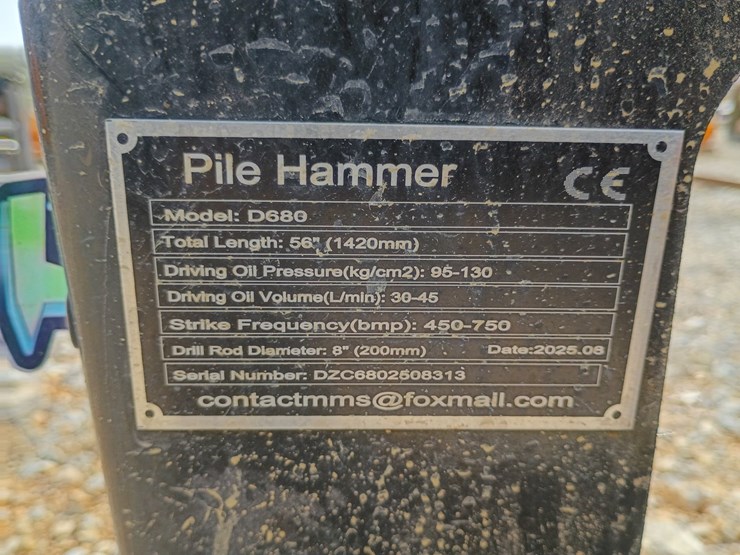 Pile Hammer
CE
Model: D680
Total Length: 56" (1420mm)
Driving Oil Pressure(kg/cm2): 95-130
Driving Oil Volume(L/min): 30-45
Strike Frequency(bmp): 450-750
Drill Rod Diameter: 8" (200mm) Date:2025.08
Serial Number: DZC6802508313
contactmms@foxmail.com